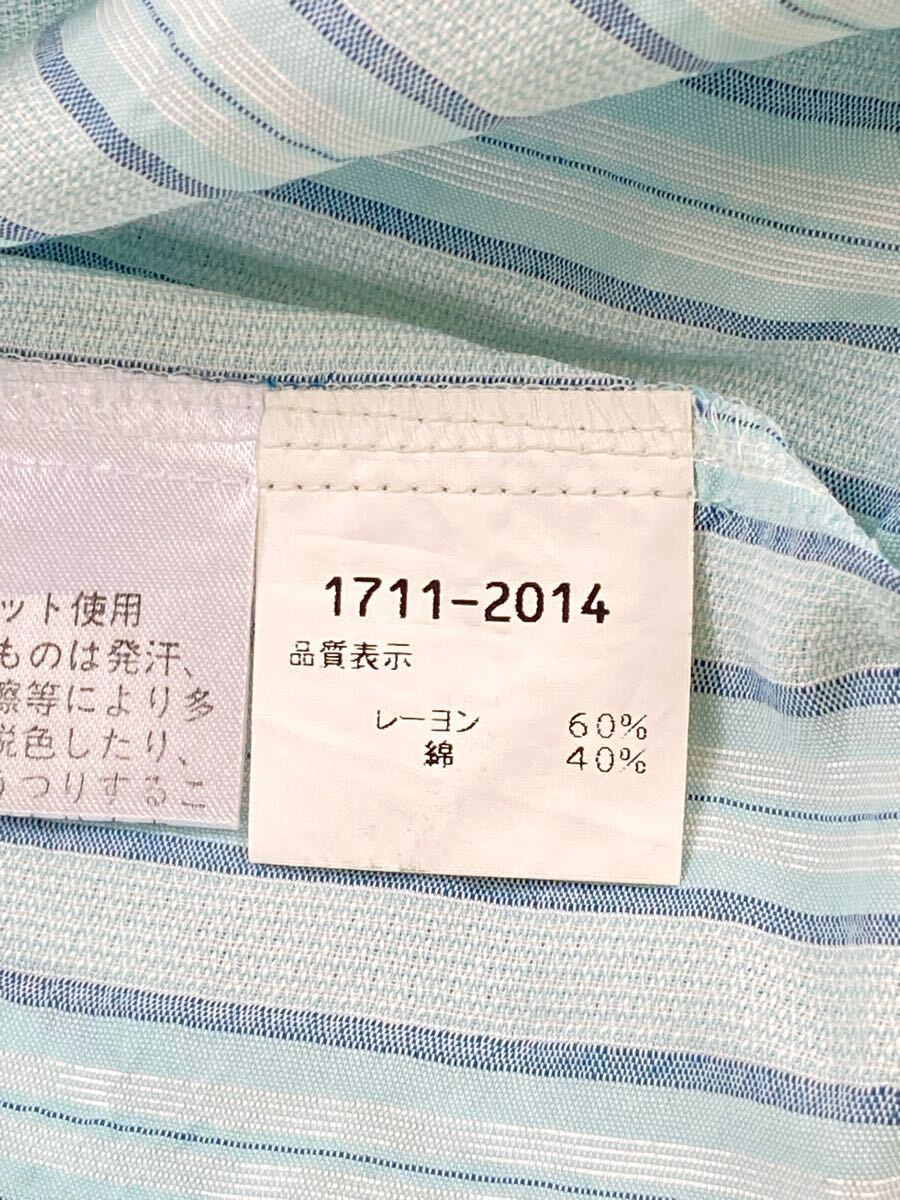 ット使用
ものは発汗、
擦等により多
脱色したり、
うつりするこ
1711-2014
品質表示
レーヨン 60%
綿 40%